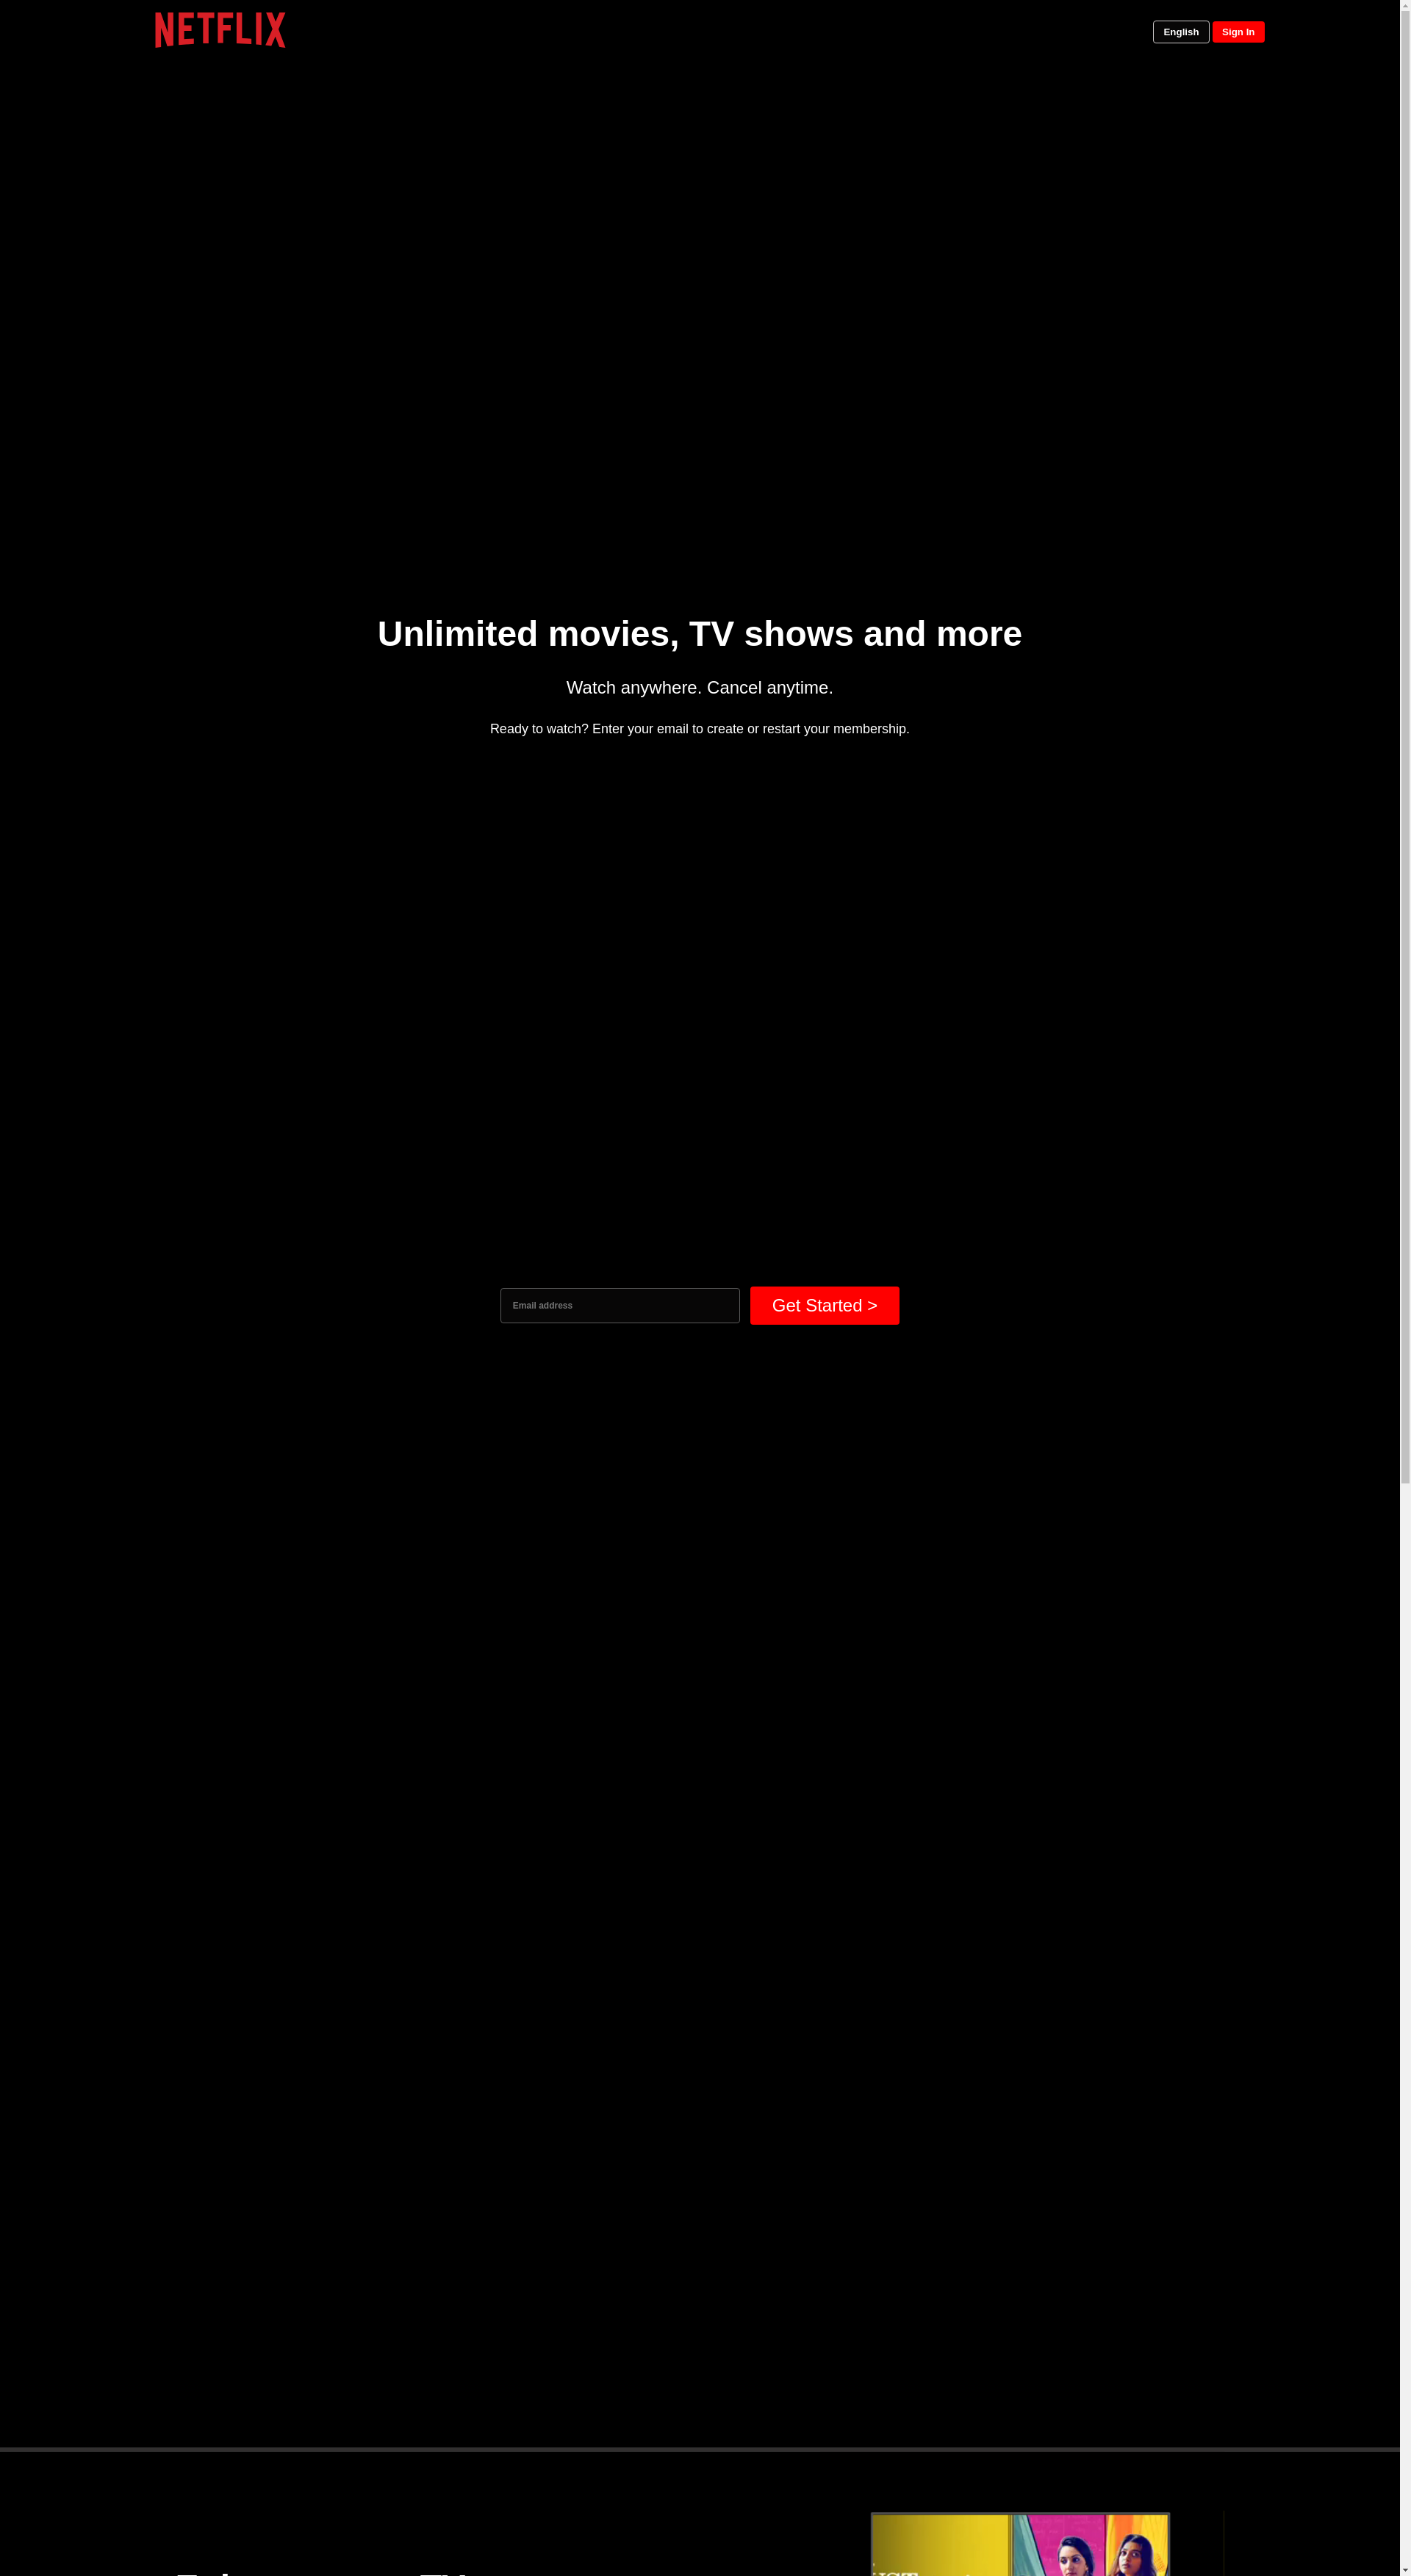 NETFLIX
English
Sign In
Unlimited movies, TV shows and more
Watch anywhere. Cancel anytime.
Ready to watch? Enter your email to create or restart your membership.
Email address
Get Started >